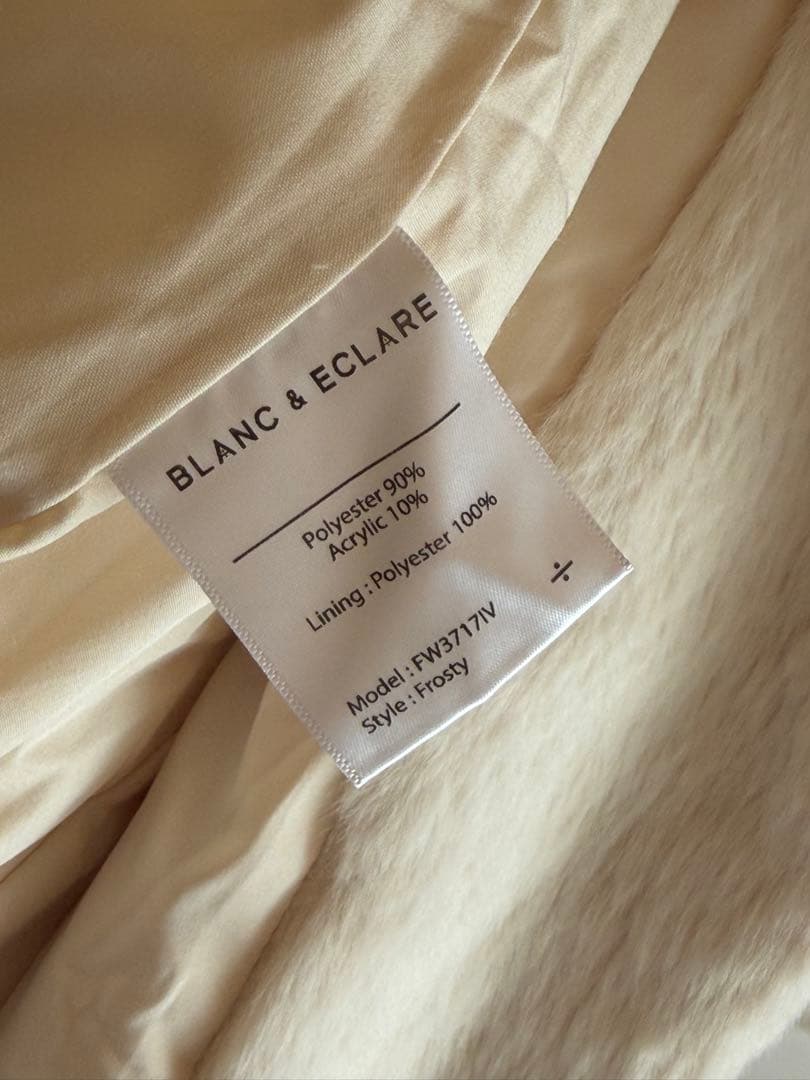 BLANC & ECLARE
Polyester 90%
Acrylic 10%
Lining : Polyester 100%
÷
Model : FW3717IV
Style : Frosty